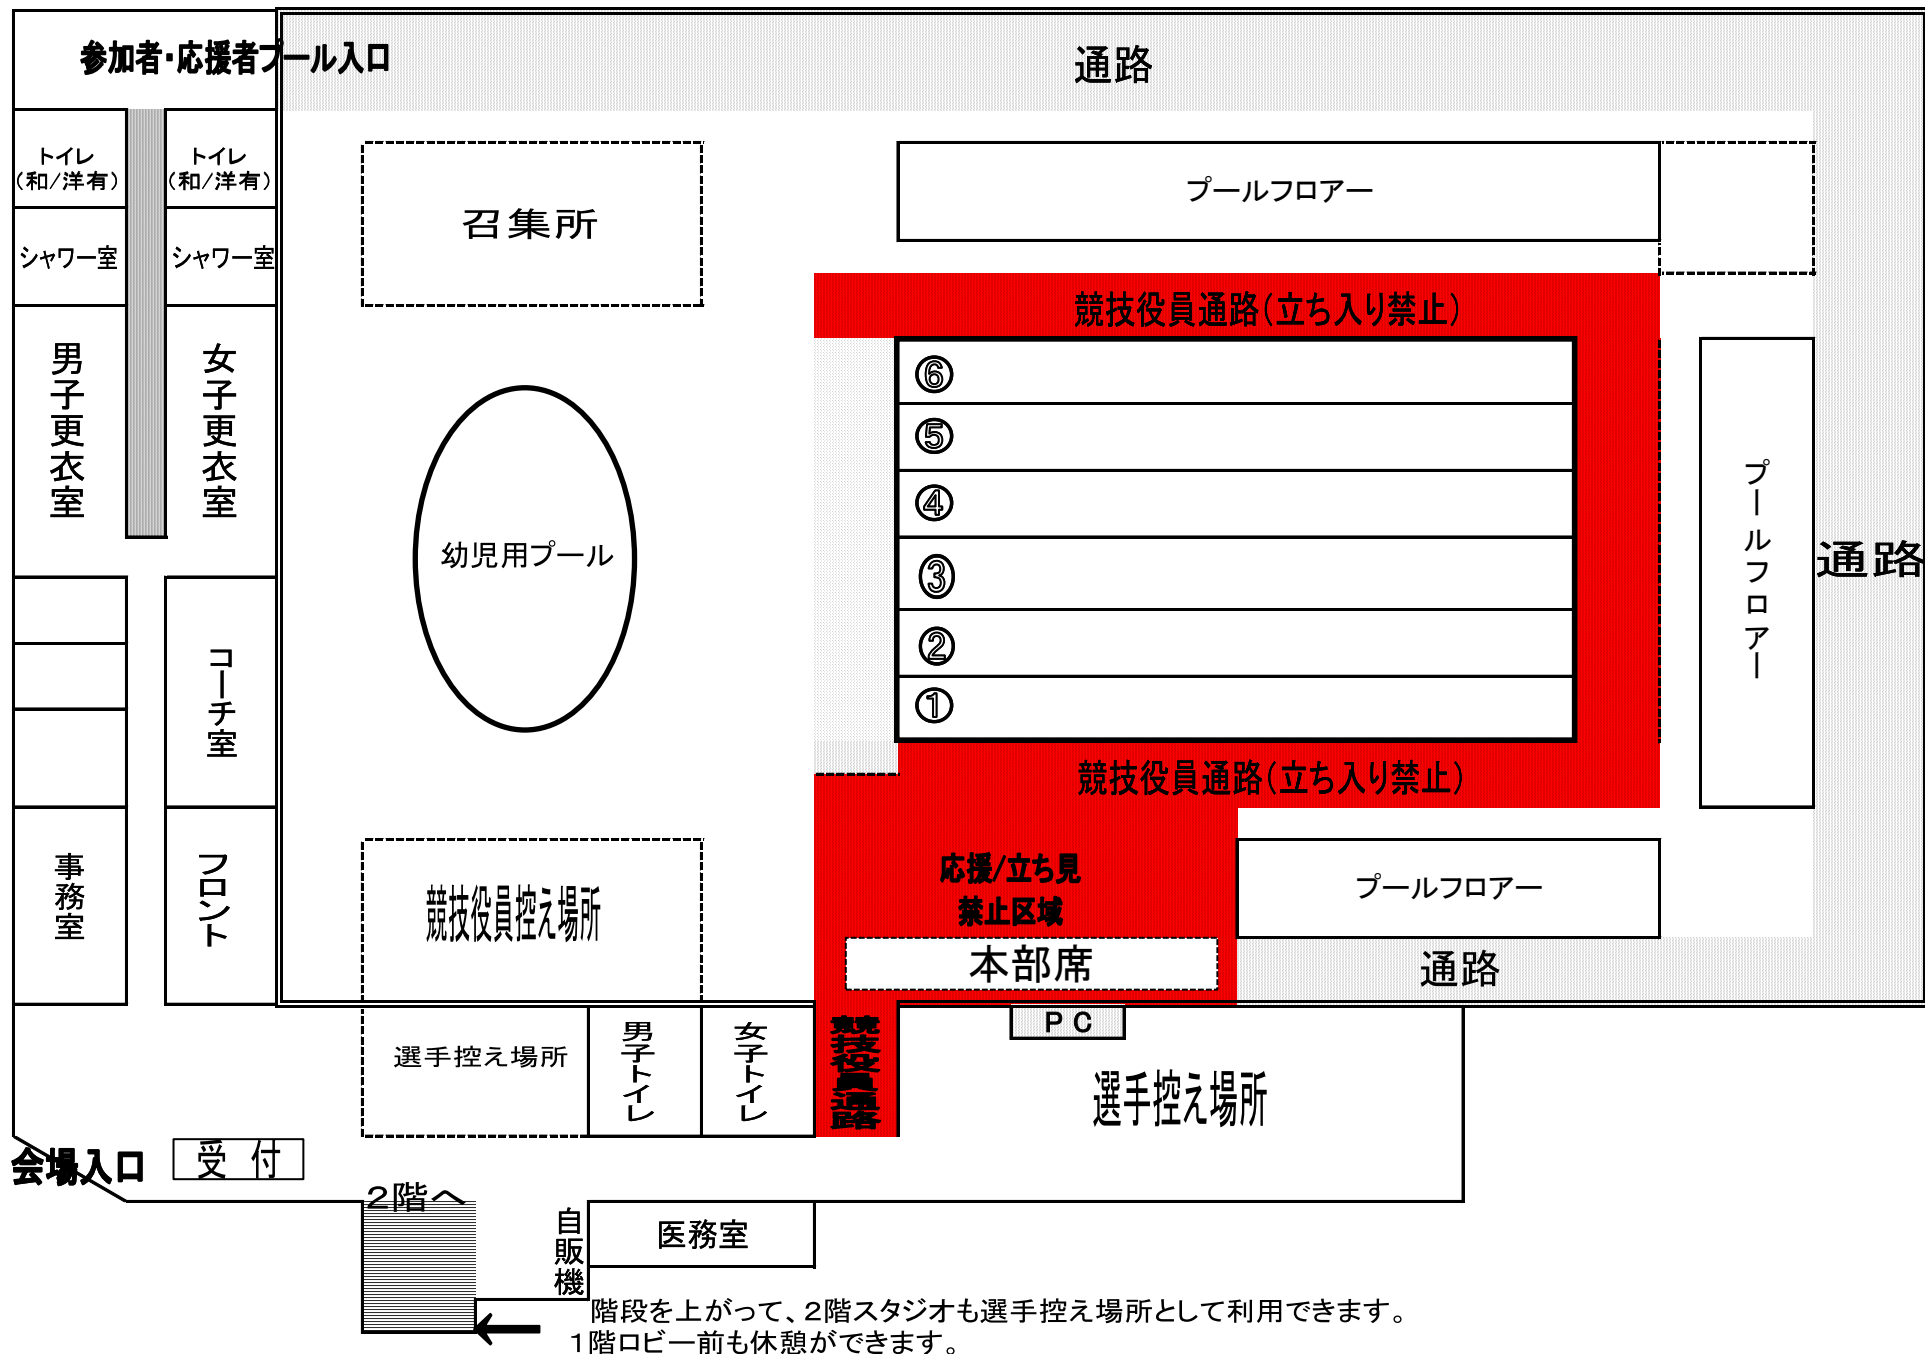 参加者・応援者プール入口
通路
トイレ
(和/洋有)
トイレ
(和/洋有)
シャワー室
シャワー室
召集所
プールフロアー
競技役員通路(立ち入り禁止)
男子更衣室
女子更衣室
⑥
⑤
④
③
②
①
幼児用プール
プールフロアー
通路
コーチ室
競技役員通路(立ち入り禁止)
事務室
フロント
競技役員控え場所
応援/立ち見
禁止区域
本部席
プールフロアー
通路
選手控え場所
男子トイレ
女子トイレ
競技役員通路
PC
選手控え場所
会場入口
受 付
2階へ
自販機
医務室
階段を上がって、2階スタジオも選手控え場所として利用できます。
1階ロビー前も休憩ができます。